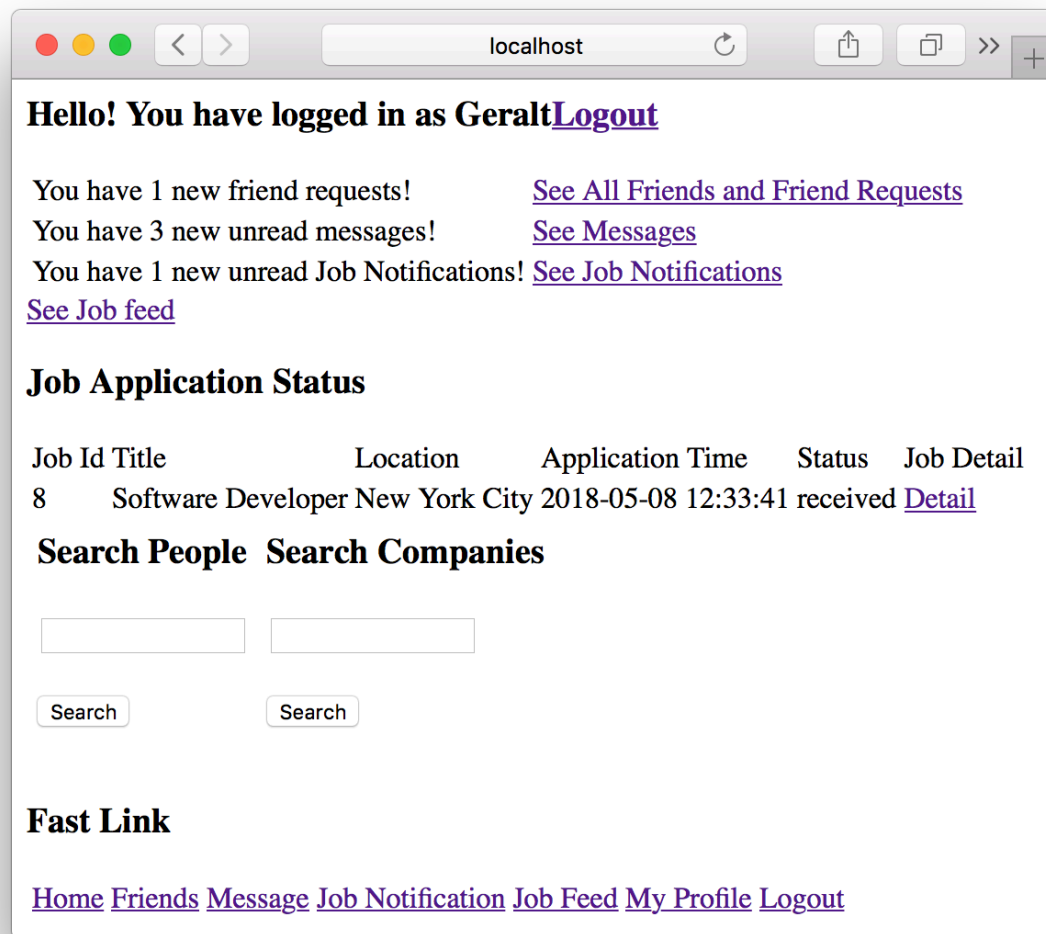 localhost
Hello! You have logged in as GeraltLogout
You have 1 new friend requests! See All Friends and Friend Requests
You have 3 new unread messages! See Messages
You have 1 new unread Job Notifications! See Job Notifications
See Job feed
Job Application Status
Job Id Title Location Application Time Status Job Detail
8 Software Developer New York City 2018-05-08 12:33:41 received Detail
Search People Search Companies
Search Search
Fast Link
Home Friends Message Job Notification Job Feed My Profile Logout